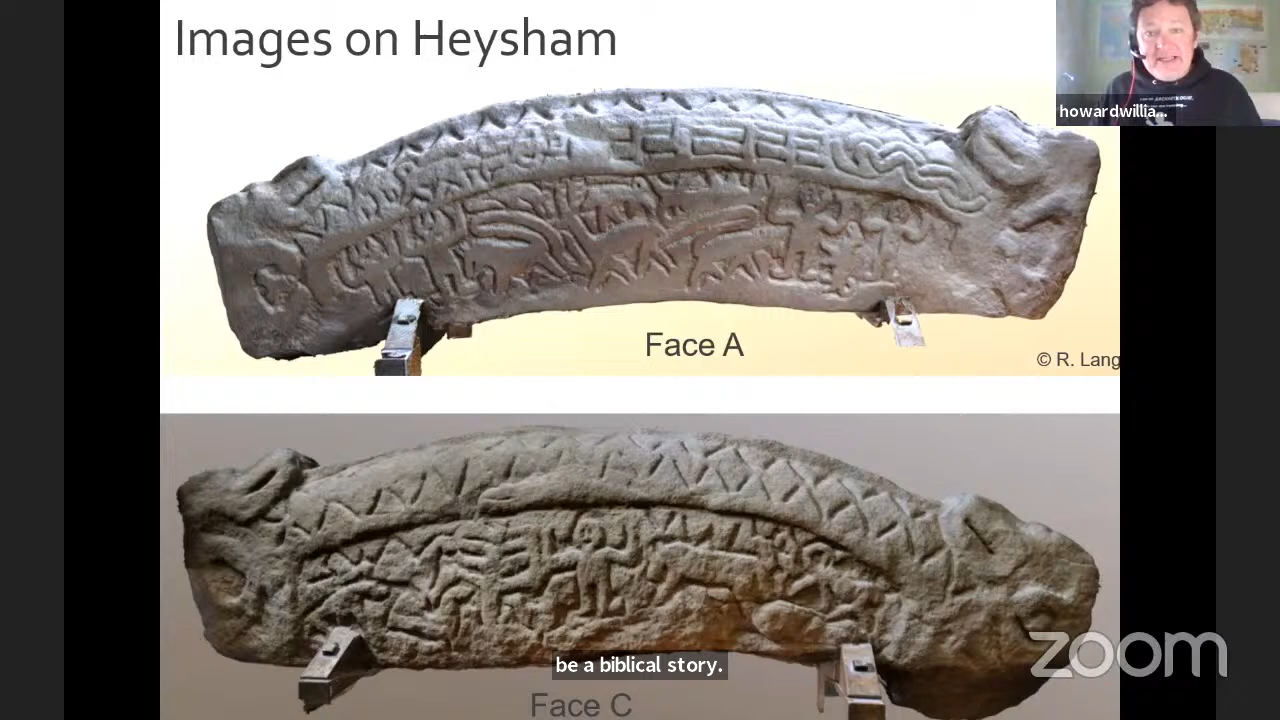 Images on Heysham
howardwillia...
Face A
© R. Lang
be a biblical story.
zoom
Face C